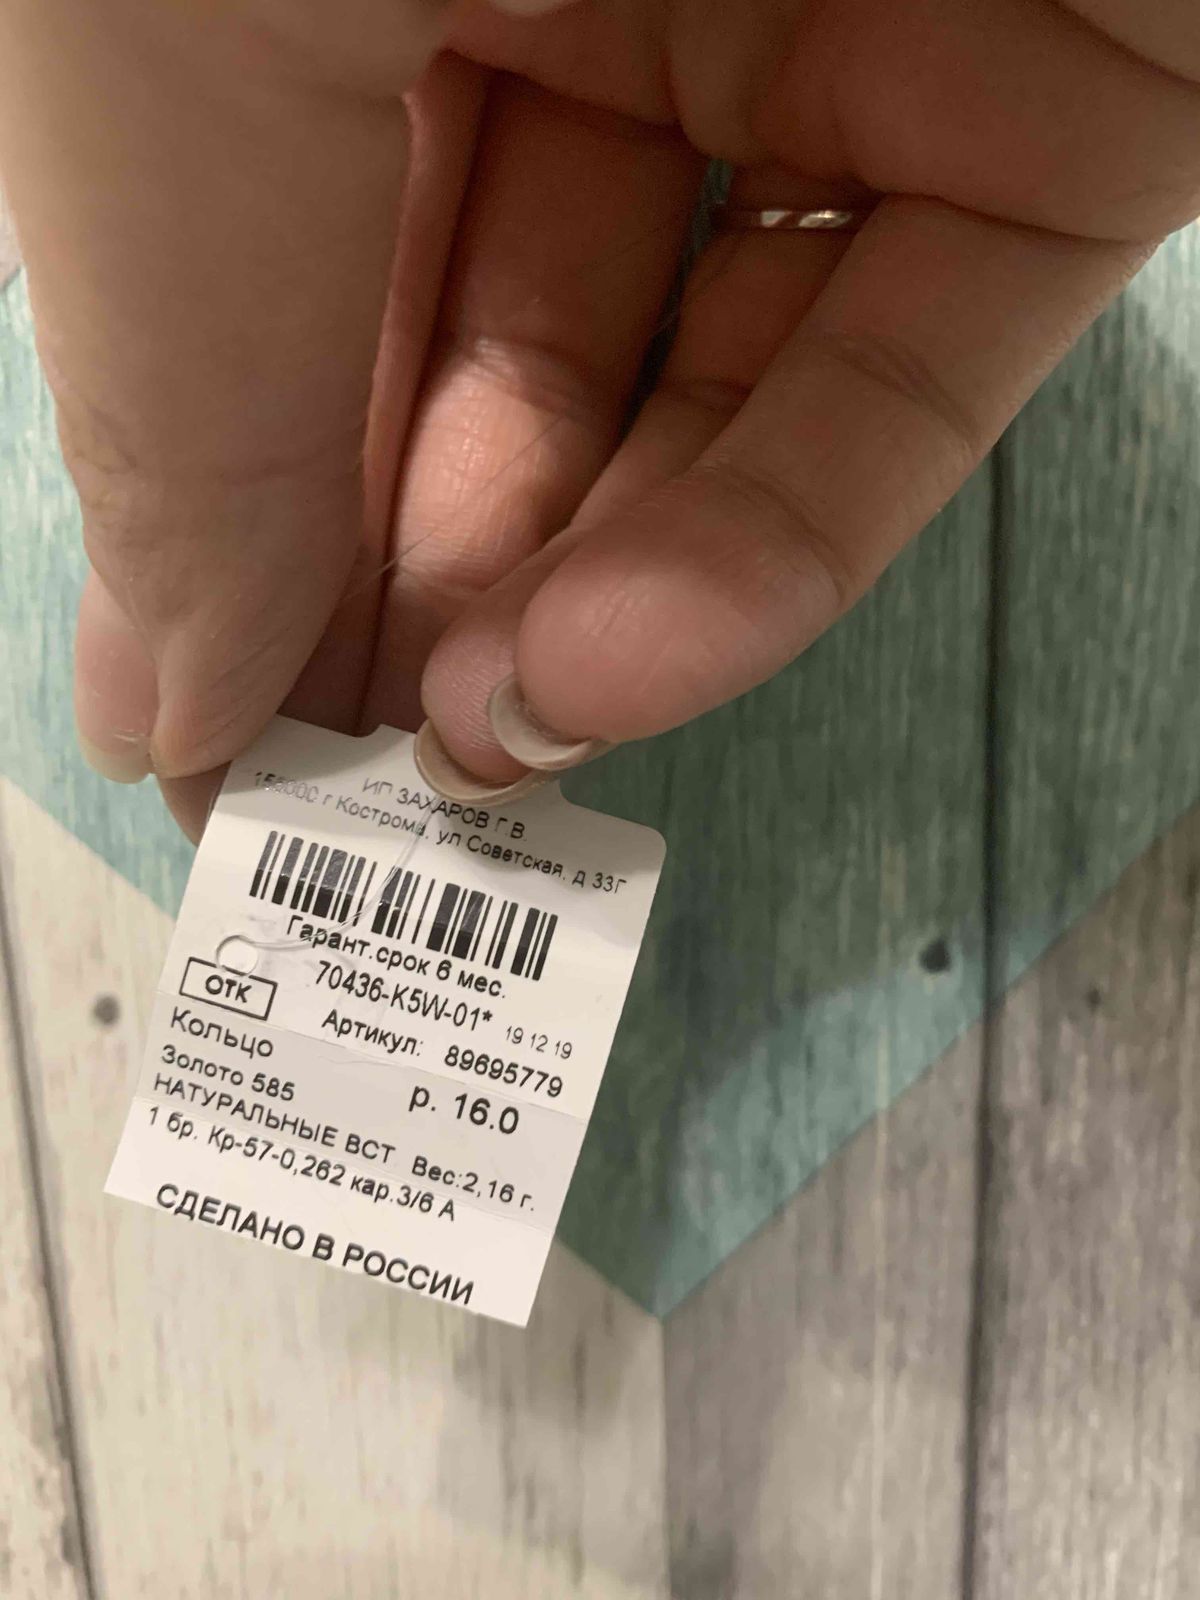 ИП ЗАХАРОВ Г.В.
г Кострома, ул Советская, д 33Г
Гарант.срок 6 мес.
70436-К5W-01* 19 12 19
ОТК
Артикул: 89695779
Кольцо
Золото 585 р. 16.0
НАТУРАЛЬНЫЕ ВСТ Вес:2,16 г.
1 бр. Кр-57-0,262 кар.3/6 А
СДЕЛАНО В РОССИИ